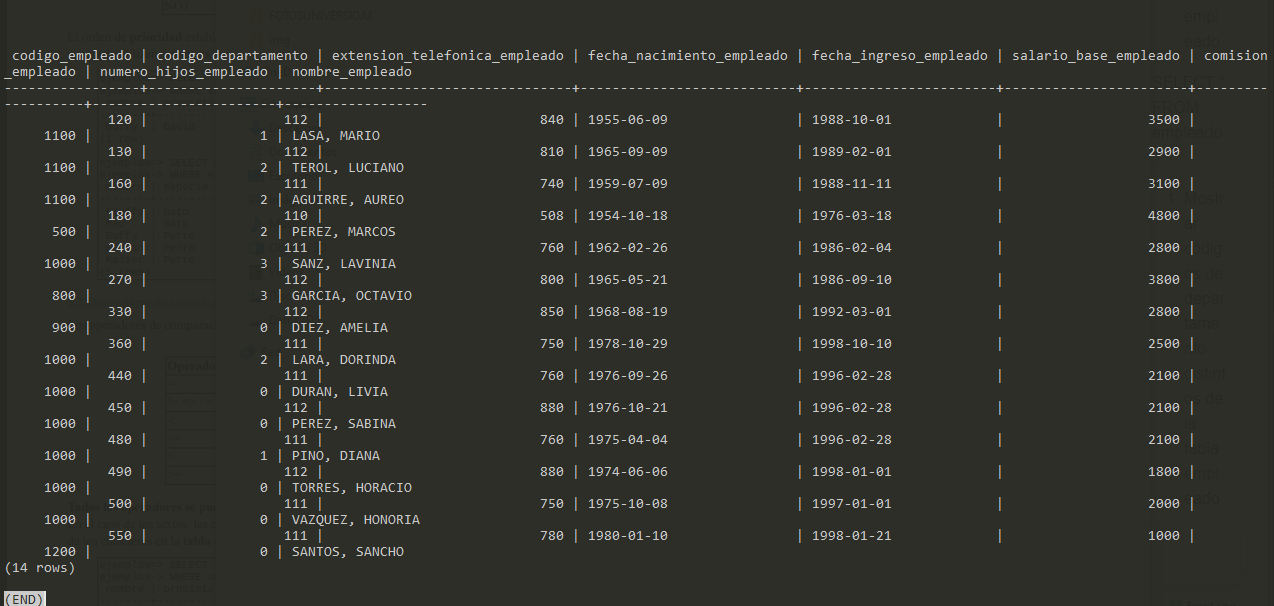 codigo_empleado | codigo_departamento | extension_telefonica_empleado | fecha_nacimiento_empleado | fecha_ingreso_empleado | salario_base_empleado | comision
_empleado | numero_hijos_empleado | nombre_empleado
-----------------+---------------------+-------------------------------+---------------------------+------------------------+-----------------------+---------
----------+-----------------------+------------------
120 | 112 | 840 | 1955-06-09 | 1988-10-01 | 3500 |
1100 | 1 | LASA, MARIO
130 | 112 | 810 | 1965-09-09 | 1989-02-01 | 2900 |
1100 | 2 | TEROL, LUCIANO
160 | 111 | 740 | 1959-07-09 | 1988-11-11 | 3100 |
1100 | 2 | AGUIRRE, AUREO
180 | 110 | 508 | 1954-10-18 | 1976-03-18 | 4800 |
500 | 2 | PEREZ, MARCOS
240 | 111 | 760 | 1962-02-26 | 1986-02-04 | 2800 |
1000 | 3 | SANZ, LAVINIA
270 | 112 | 800 | 1965-05-21 | 1986-09-10 | 3800 |
800 | 3 | GARCIA, OCTAVIO
330 | 112 | 850 | 1968-08-19 | 1992-03-01 | 2800 |
900 | 0 | DIEZ, AMELIA
360 | 111 | 750 | 1978-10-29 | 1998-10-10 | 2500 |
1000 | 2 | LARA, DORINDA
440 | 111 | 760 | 1976-09-26 | 1996-02-28 | 2100 |
1000 | 0 | DURAN, LIVIA
450 | 112 | 880 | 1976-10-21 | 1996-02-28 | 2100 |
1000 | 0 | PEREZ, SABINA
480 | 111 | 760 | 1975-04-04 | 1996-02-28 | 2100 |
1000 | 1 | PINO, DIANA
490 | 112 | 880 | 1974-06-06 | 1998-01-01 | 1800 |
1000 | 0 | TORRES, HORACIO
500 | 111 | 750 | 1975-10-08 | 1997-01-01 | 2000 |
1000 | 0 | VAZQUEZ, HONORIA
550 | 111 | 780 | 1980-01-10 | 1998-01-21 | 1000 |
1200 | 0 | SANTOS, SANCHO
(14 rows)
(END)